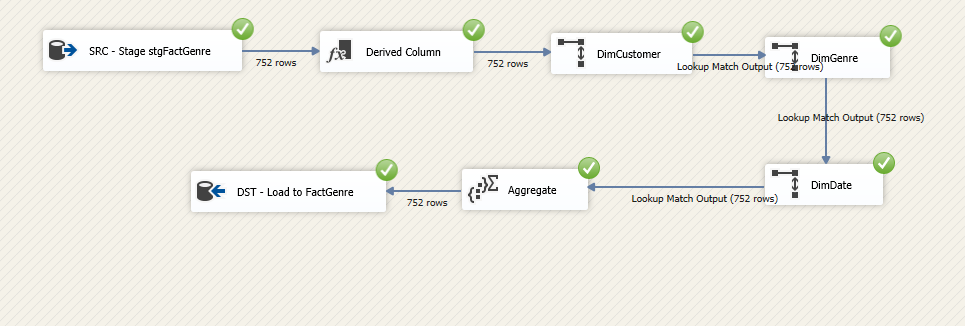 SRC - Stage stgFactGenre
752 rows
Derived Column
752 rows
DimCustomer
Lookup Match Output (752 rows)
DimGenre
Lookup Match Output (752 rows)
DimDate
Lookup Match Output (752 rows)
Aggregate
752 rows
DST - Load to FactGenre